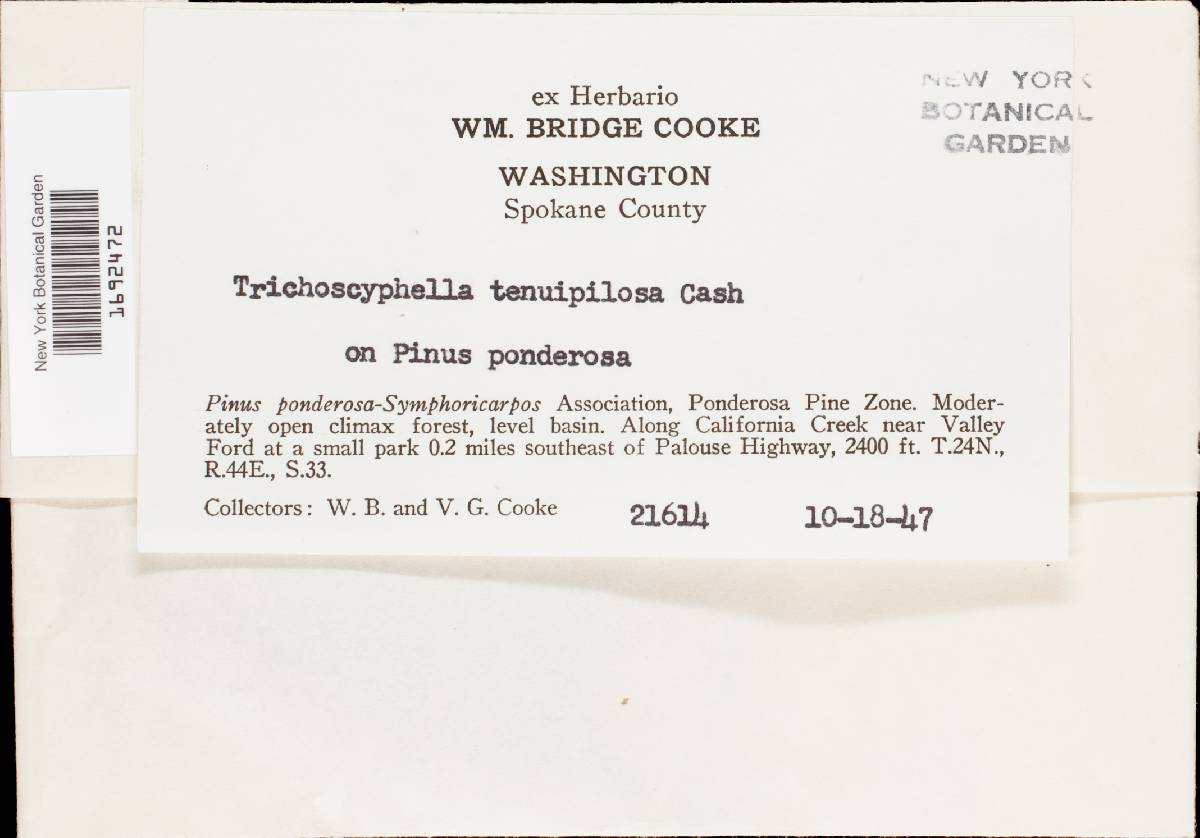 ex Herbario
WM. BRIDGE COOKE
WASHINGTON
Spokane County
NEW YORK
BOTANICAL
GARDEN
New York Botanical Garden
1692472
Trichoscyphella tenuipilosa Cash
on Pinus ponderosa
Pinus ponderosa-Symphoricarpos Association, Ponderosa Pine Zone. Moder-
ately open climax forest, level basin. Along California Creek near Valley
Ford at a small park 0.2 miles southeast of Palouse Highway, 2400 ft. T.24N.,
R.44E., S.33.
Collectors: W. B. and V. G. Cooke 21614 10-18-47